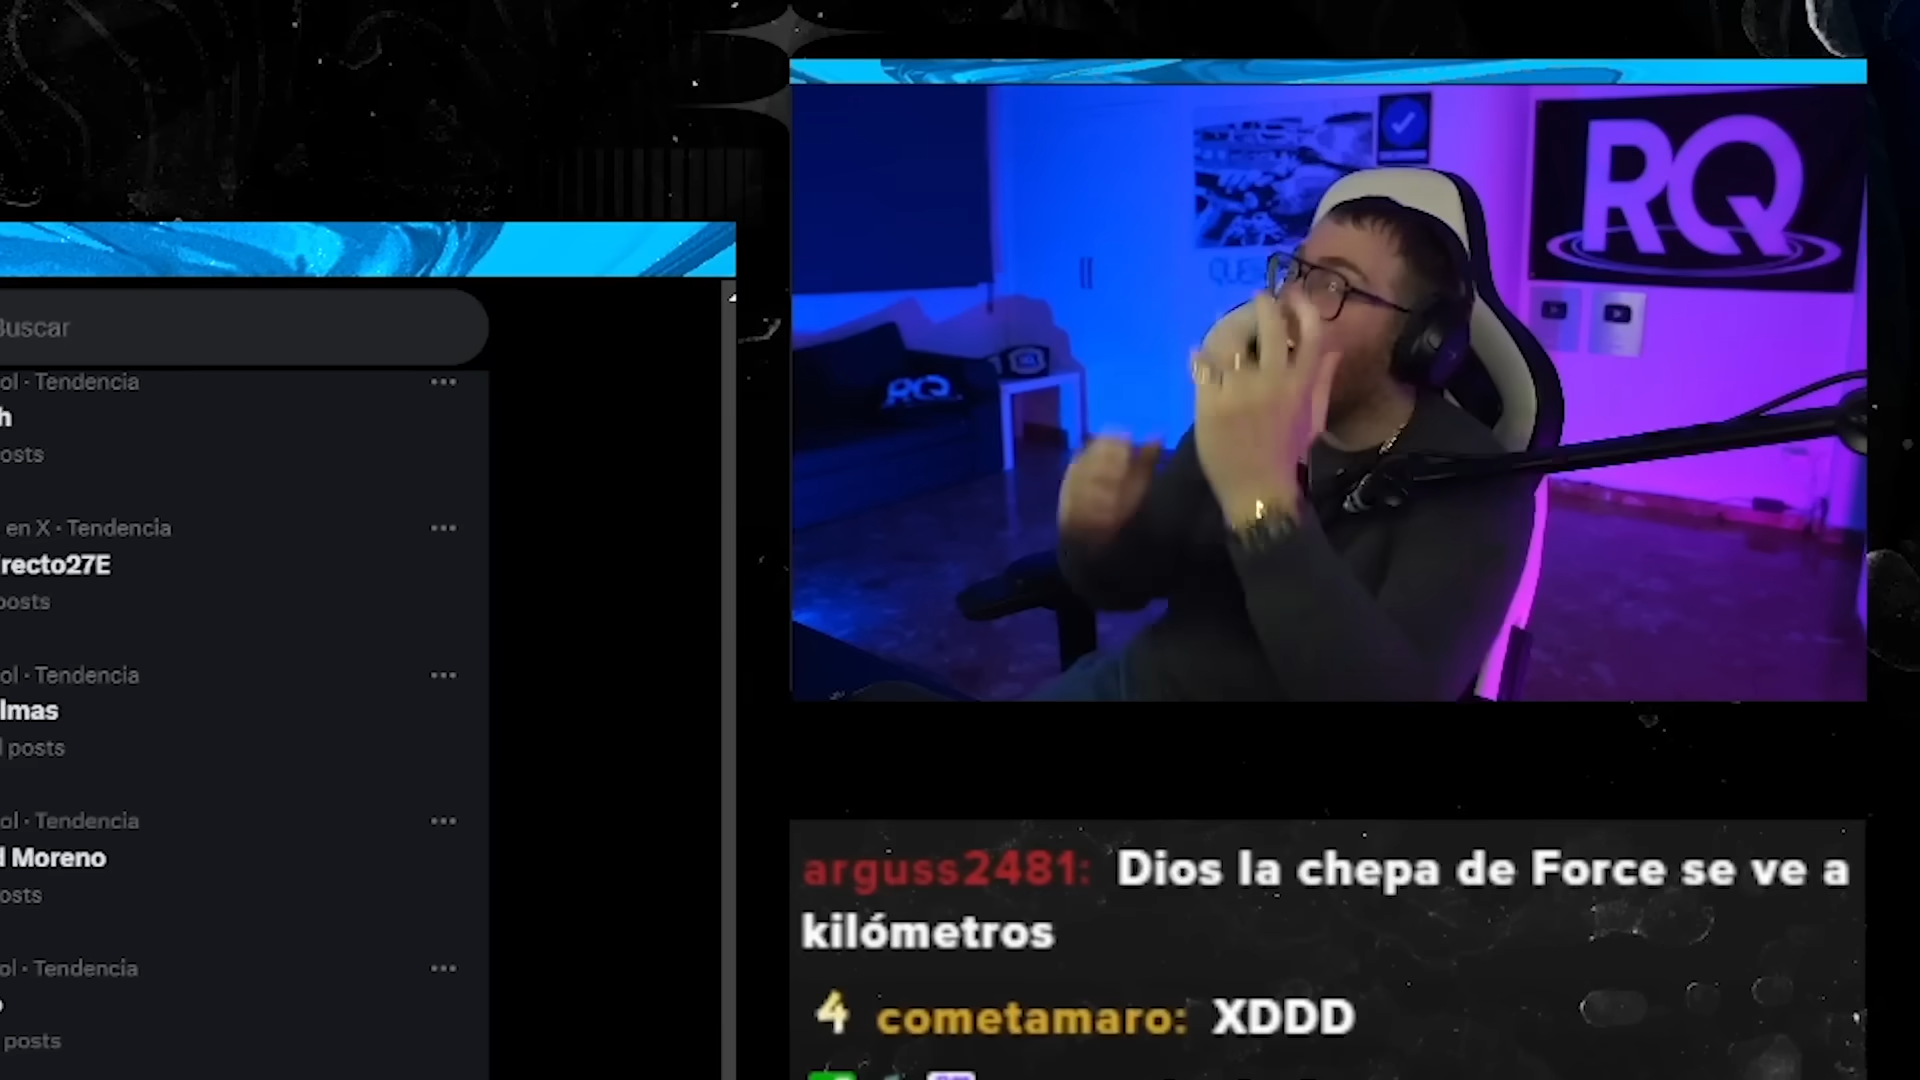 Buscar
ol · Tendencia
h
osts
en X · Tendencia
recto27E
posts
ol · Tendencia
lmas
posts
ol · Tendencia
l Moreno
osts
ol · Tendencia
posts
RQ
RQ
arguss2481: Dios la chepa de Force se ve a
kilómetros
4 cometamaro: XDDD